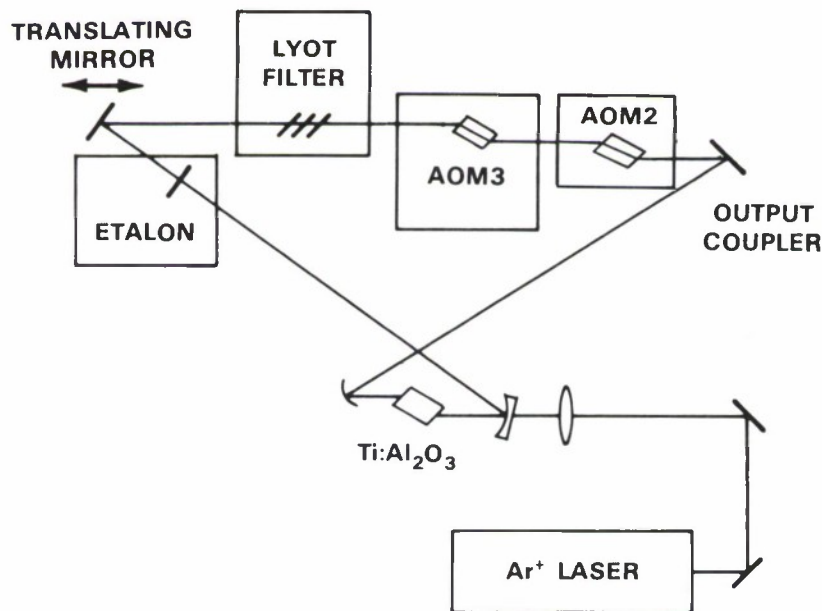 TRANSLATING
MIRROR
LYOT
FILTER
AOM3
AOM2
ETALON
OUTPUT
COUPLER
Ti:Al₂O₃
Ar⁺ LASER